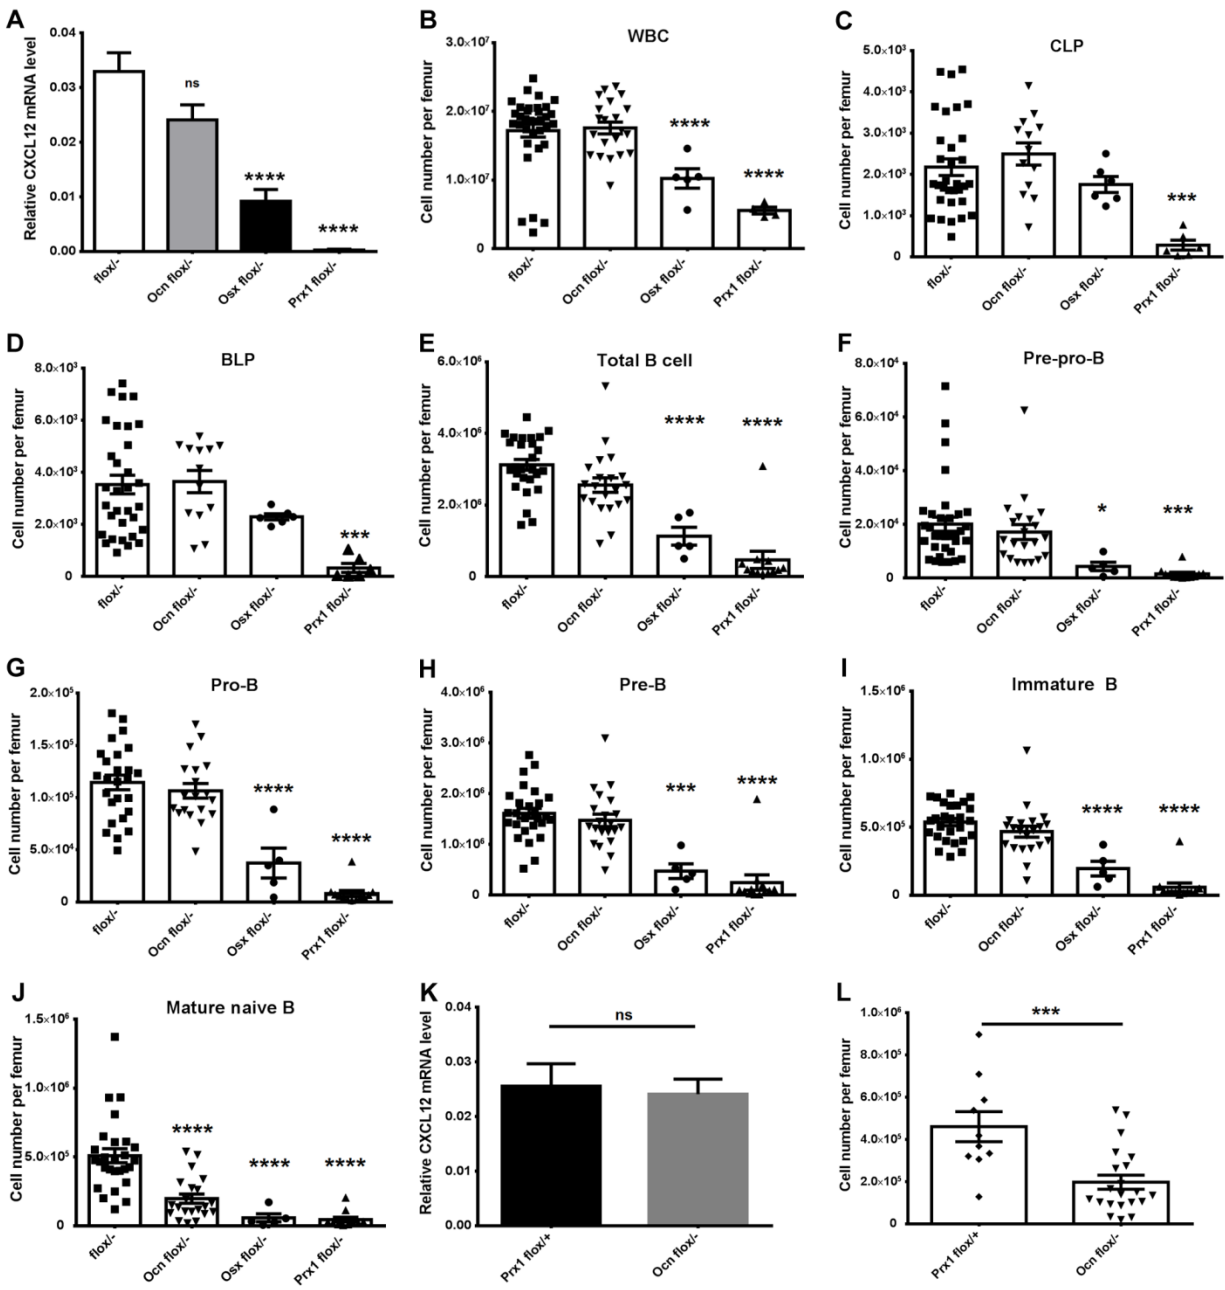 A
Relative CXCL12 mRNA level
0.04
0.03
0.02
0.01
0.00
ns
****
****
flox/-
Ocn flox/-
Osx flox/-
Prx1 flox/-
B
WBC
Cell number per femur
3.0×10⁷
2.0×10⁷
1.0×10⁷
0
****
****
flox/-
Ocn flox/-
Osx flox/-
Prx1 flox/-
C
CLP
Cell number per femur
5.0×10³
4.0×10³
3.0×10³
2.0×10³
1.0×10³
0
***
flox/-
Ocn flox/-
Osx flox/-
Prx1 flox/-
D
BLP
Cell number per femur
8.0×10³
6.0×10³
4.0×10³
2.0×10³
0
***
flox/-
Ocn flox/-
Osx flox/-
Prx1 flox/-
E
Total B cell
Cell number per femur
6.0×10⁶
4.0×10⁶
2.0×10⁶
0
****
****
flox/-
Ocn flox/-
Osx flox/-
Prx1 flox/-
F
Pre-pro-B
Cell number per femur
8.0×10⁴
6.0×10⁴
4.0×10⁴
2.0×10⁴
0
*
***
flox/-
Ocn flox/-
Osx flox/-
Prx1 flox/-
G
Pro-B
Cell number per femur
2.0×10⁵
1.5×10⁵
1.0×10⁵
5.0×10⁴
0
****
****
flox/-
Ocn flox/-
Osx flox/-
Prx1 flox/-
H
Pre-B
Cell number per femur
4.0×10⁶
3.0×10⁶
2.0×10⁶
1.0×10⁶
0
***
****
flox/-
Ocn flox/-
Osx flox/-
Prx1 flox/-
I
Immature B
Cell number per femur
1.5×10⁶
1.0×10⁶
5.0×10⁵
0
****
****
flox/-
Ocn flox/-
Osx flox/-
Prx1 flox/-
J
Mature naive B
Cell number per femur
1.5×10⁶
1.0×10⁶
5.0×10⁵
0
****
****
****
flox/-
Ocn flox/-
Osx flox/-
Prx1 flox/-
K
Relative CXCL12 mRNA level
0.04
0.03
0.02
0.01
0.00
ns
Prx1 flox/+
Ocn flox/-
L
Cell number per femur
1.0×10⁶
8.0×10⁵
6.0×10⁵
4.0×10⁵
2.0×10⁵
0
***
Prx1 flox/+
Ocn flox/-